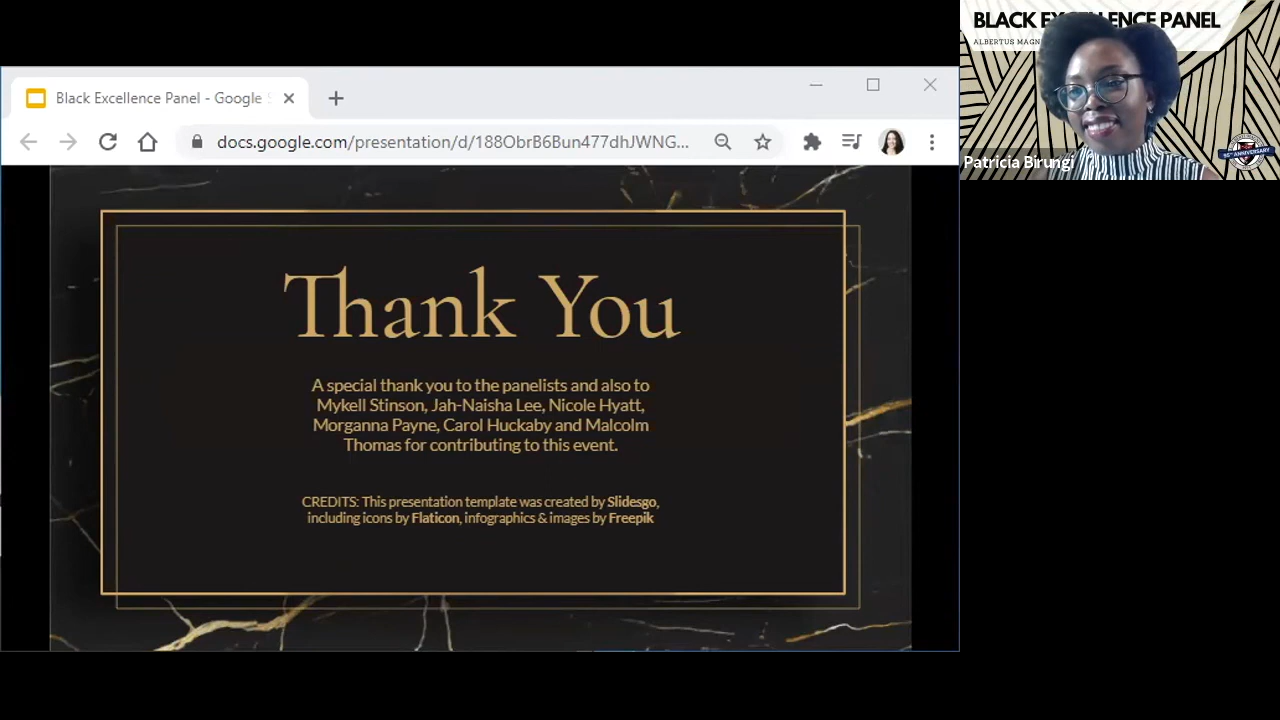 Black Excellence Panel - Google
docs.google.com/presentation/d/188ObrB6Bun477dhJWNG...
Thank You
A special thank you to the panelists and also to
Mykell Stinson, Jah-Naisha Lee, Nicole Hyatt,
Morganna Payne, Carol Huckaby and Malcolm
Thomas for contributing to this event.
CREDITS: This presentation template was created by Slidesgo,
including icons by Flaticon, infographics & images by Freepik
BLACK EXCELLENCE PANEL
ALBERTUS MAGN
Patricia Birungi
95TH ANNIVERSARY